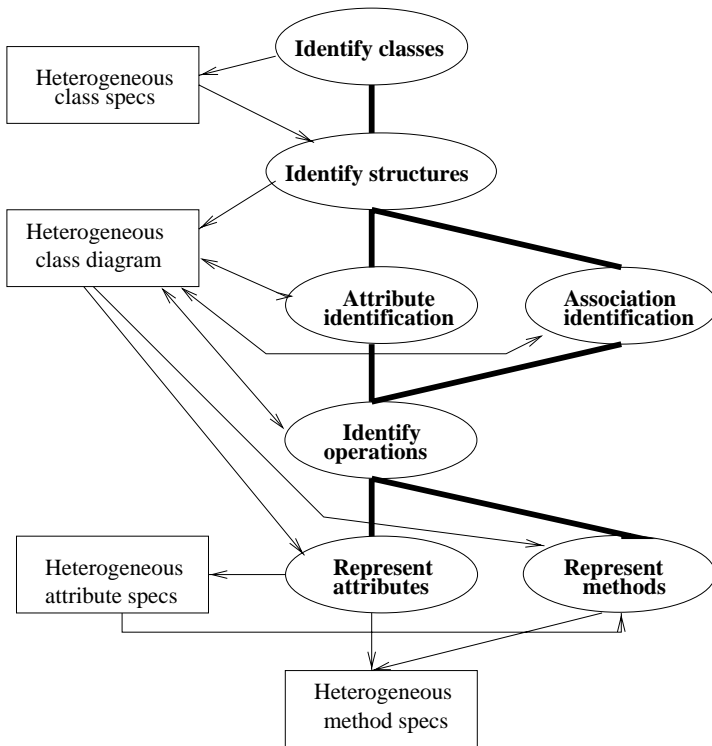 Identify classes
Heterogeneous
class specs
Identify structures
Heterogeneous
class diagram
Attribute
identification
Association
identification
Identify
operations
Heterogeneous
attribute specs
Represent
attributes
Represent
methods
Heterogeneous
method specs